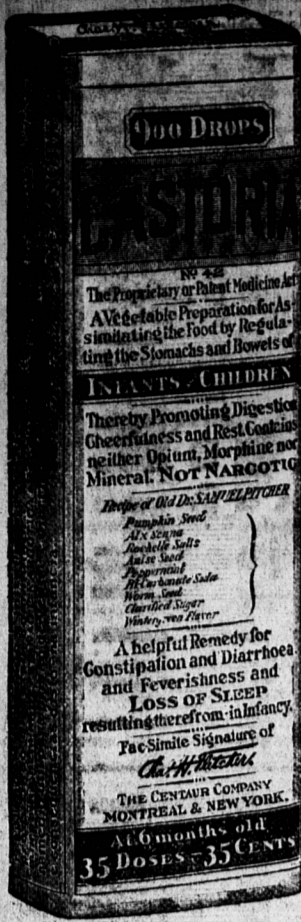 900 DROPS
CASTORIA
No 42
The Proprietary or Patent Medicine Act
A Vegetable Preparation for As-
similating the Food by Regula-
ting the Stomachs and Bowels of
INFANTS & CHILDREN
Thereby Promoting Digestion
Cheerfulness and Rest. Contains
neither Opium, Morphine nor
Mineral. NOT NARCOTIC
Recipe of Old Dr. SAMUEL PITCHER
Pumpkin Seed
Alx Senna
Rochelle Salts
Anise Seed
Peppermint
Bi Carbonate Soda
Worm Seed
Clarified Sugar
Wintergreen Flavor
A helpful Remedy for
Constipation and Diarrhoea
and Feverishness and
LOSS OF SLEEP
resulting therefrom in Infancy.
Fac Simile Signature of
Chas. H. Fletcher.
THE CENTAUR COMPANY
MONTREAL & NEW YORK.
At 6 months old
35 DOSES - 35 CENTS